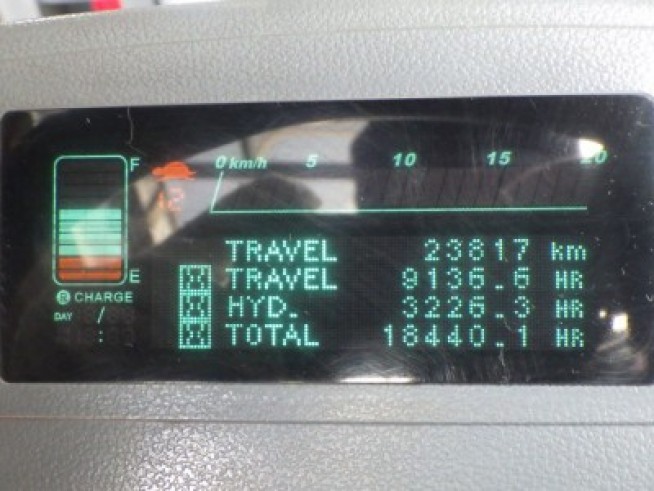 F
0 km/h 5 10 15 20
E
R CHARGE
DAY /
:
TRAVEL 23817 km
TRAVEL 9136.6 HR
HYD. 3226.3 HR
TOTAL 18440.1 HR